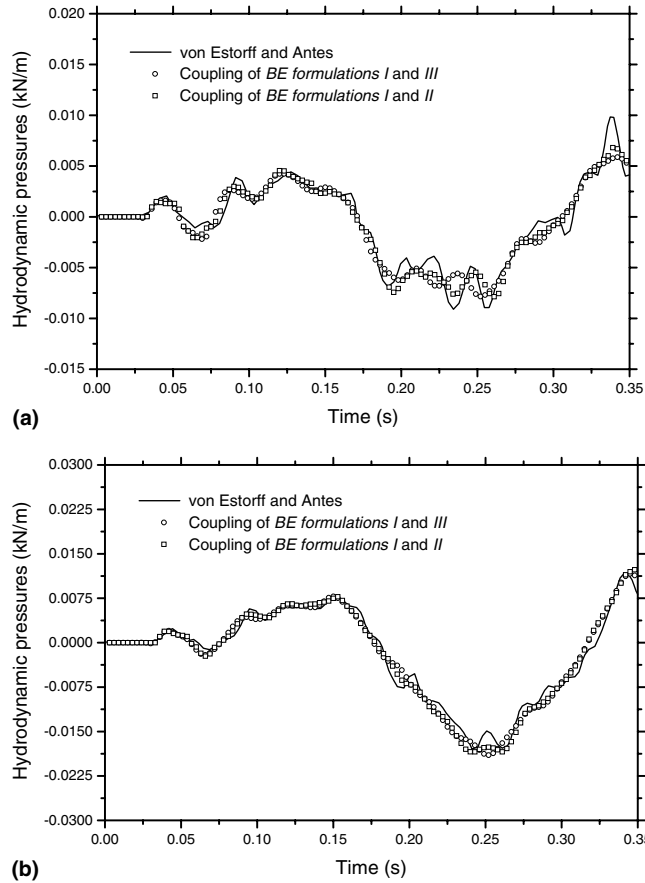 0.020
0.015
0.010
0.005
0.000
-0.005
-0.010
-0.015
Hydrodynamic pressures (kN/m)
von Estorff and Antes
Coupling of BE formulations I and III
Coupling of BE formulations I and II
0.00 0.05 0.10 0.15 0.20 0.25 0.30 0.35
Time (s)
(a)
0.0300
0.0225
0.0150
0.0075
0.0000
-0.0075
-0.0150
-0.0225
-0.0300
Hydrodynamic pressures (kN/m)
von Estorff and Antes
Coupling of BE formulations I and III
Coupling of BE formulations I and II
0.00 0.05 0.10 0.15 0.20 0.25 0.30 0.35
Time (s)
(b)